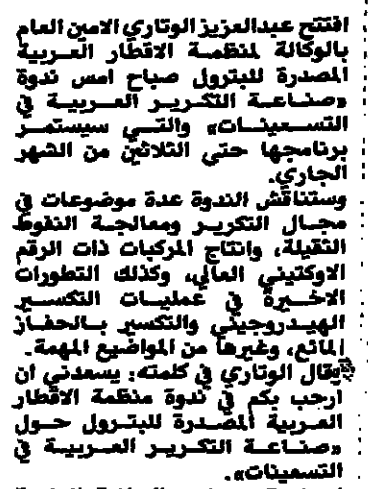 افتتح عبدالعزيز الوتاري الامين العام
بالوكالة لمنظمة الاقطار العربية
المصدرة للبترول صباح امس ندوة
«صناعة التكرير العربية في
التسعينات» والتي سيستمر
برنامجها حتي الثلاثين من الشهر
الجاري.
وستناقش الندوة عدة موضوعات في
مجال التكرير ومعالجة النفوط
الثقيلة، وانتاج المركبات ذات الرقم
الاوكتيني العالي، وكذلك التطورات
الاخيرة في عمليات التكسير
الهيدروجيني والتكسير بالحفاز
المائع، وغيرها من المواضيع المهمة.
وقال الوتاري في كلمته: يسعدني ان
ارحب بكم في ندوة منظمة الاقطار
العربية المصدرة للبترول حول
«صناعة التكرير العربية في
التسعينات».